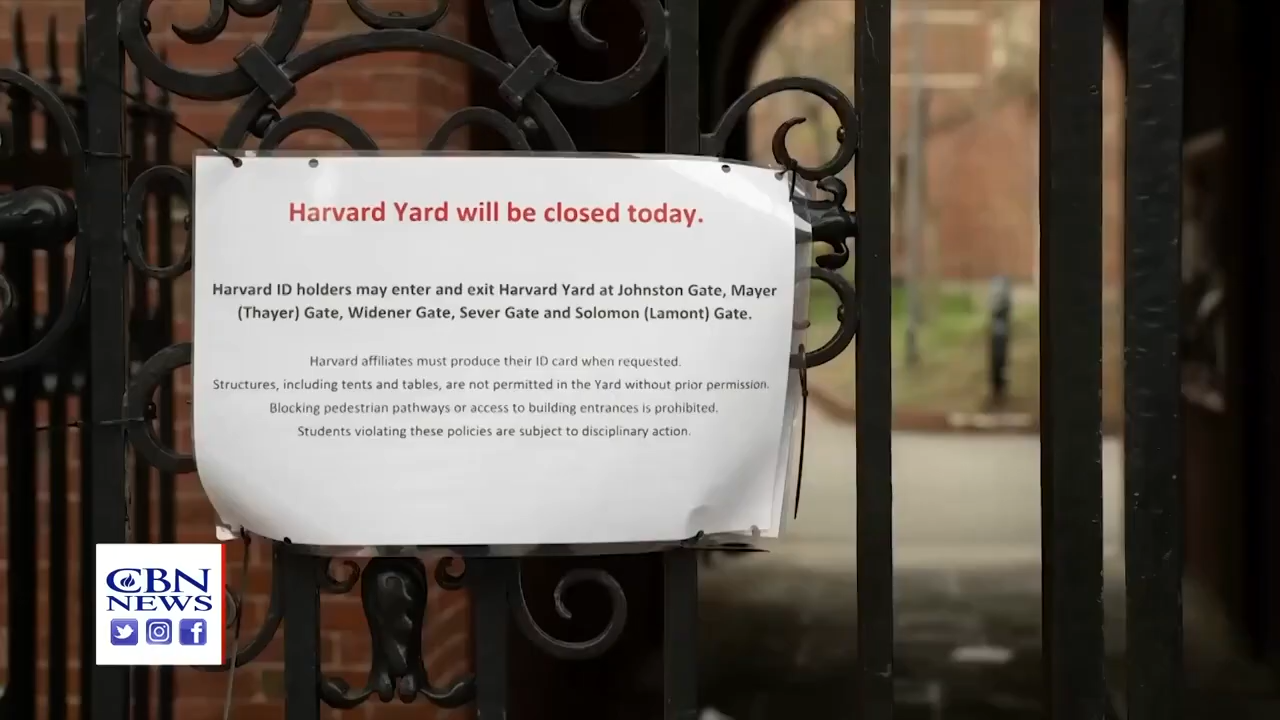 Harvard Yard will be closed today.
Harvard ID holders may enter and exit Harvard Yard at Johnston Gate, Mayer
(Thayer) Gate, Widener Gate, Sever Gate and Solomon (Lamont) Gate.
Harvard affiliates must produce their ID card when requested.
Structures, including tents and tables, are not permitted in the Yard without prior permission.
Blocking pedestrian pathways or access to building entrances is prohibited.
Students violating these policies are subject to disciplinary action.
CBN
NEWS